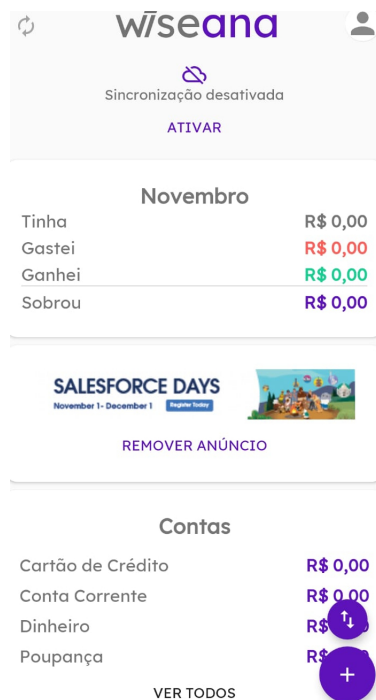 wiseana
Sincronização desativada
ATIVAR
Novembro
Tinha R$ 0,00
Gastei R$ 0,00
Ganhei R$ 0,00
Sobrou R$ 0,00
SALESFORCE DAYS
November 1 - December 1 Register Today
REMOVER ANÚNCIO
Contas
Cartão de Crédito R$ 0,00
Conta Corrente R$ 0,00
Dinheiro R$
Poupança R$
VER TODOS